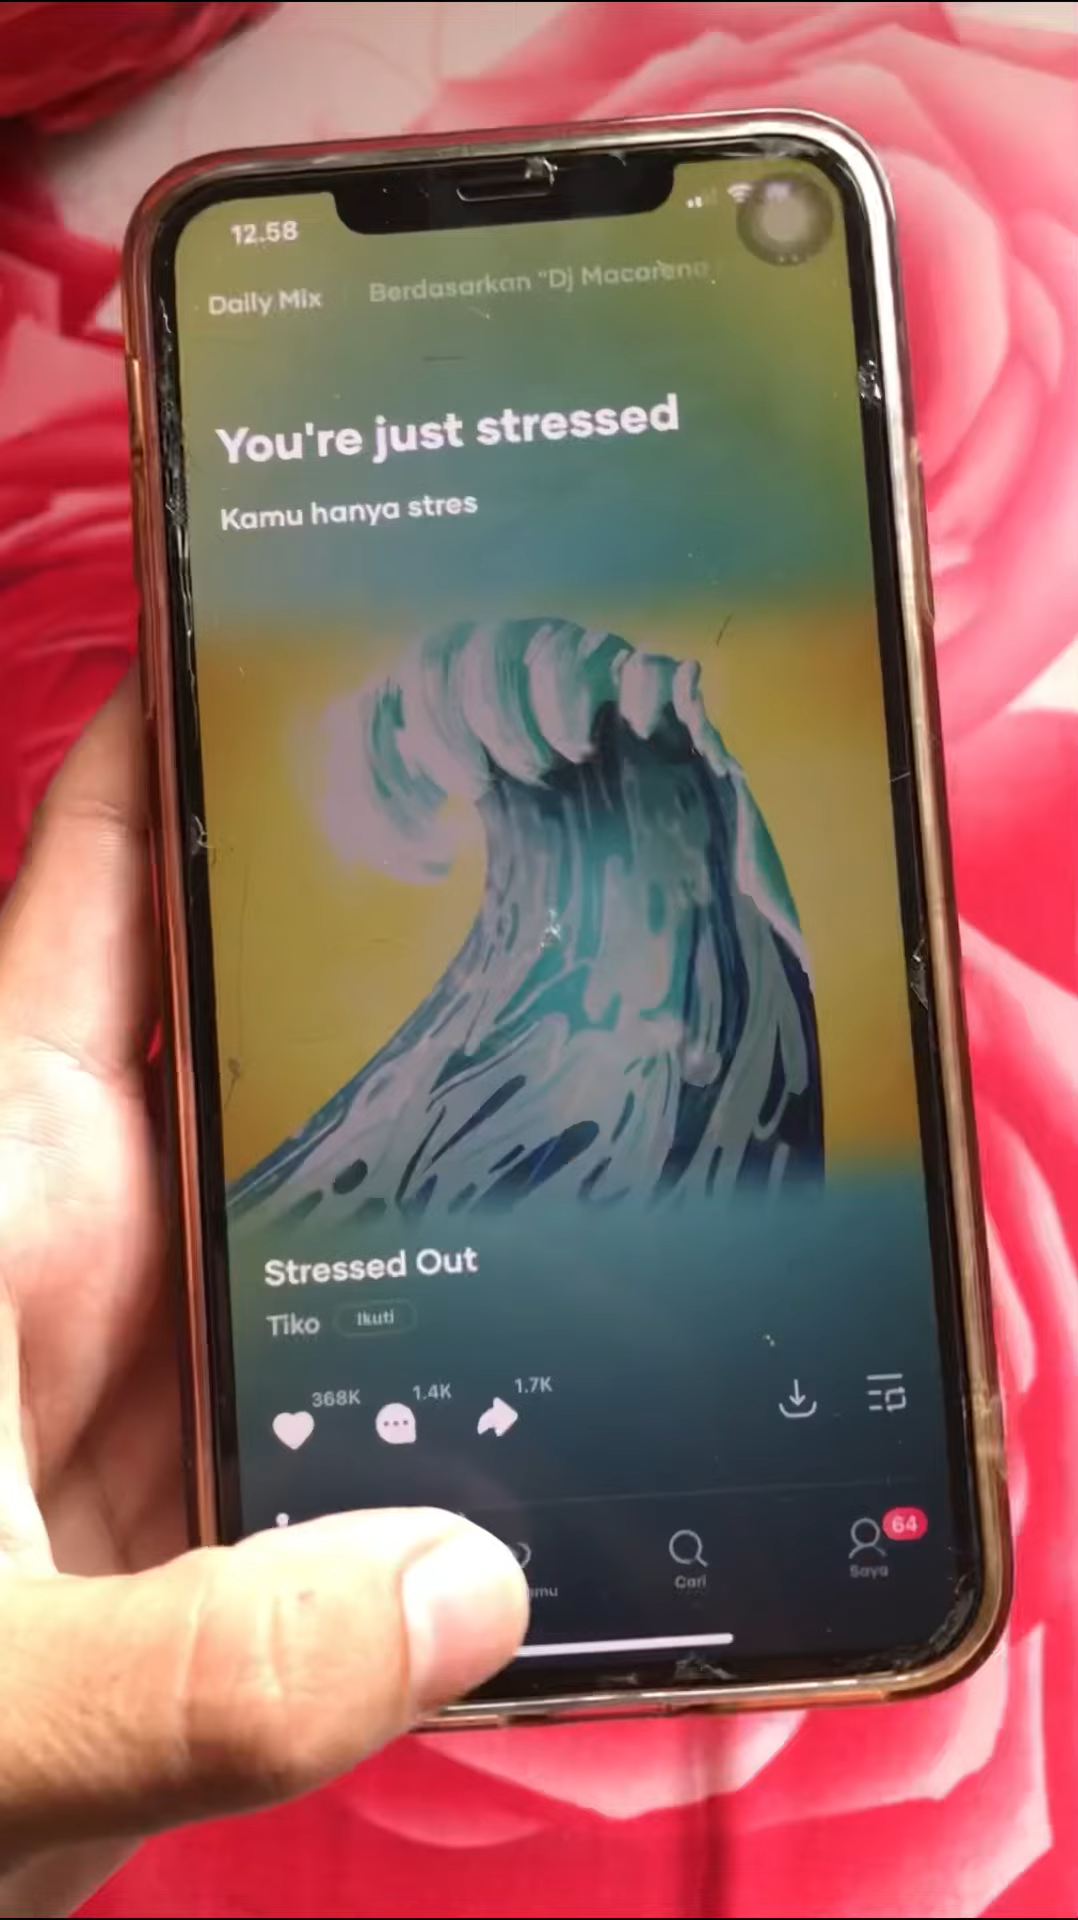 12.58
Daily Mix
Berdasarkan "Dj Macarena
You're just stressed
Kamu hanya stres
Stressed Out
Tiko
Ikuti
368K
1.4K
1.7K
64
Cari
Saya